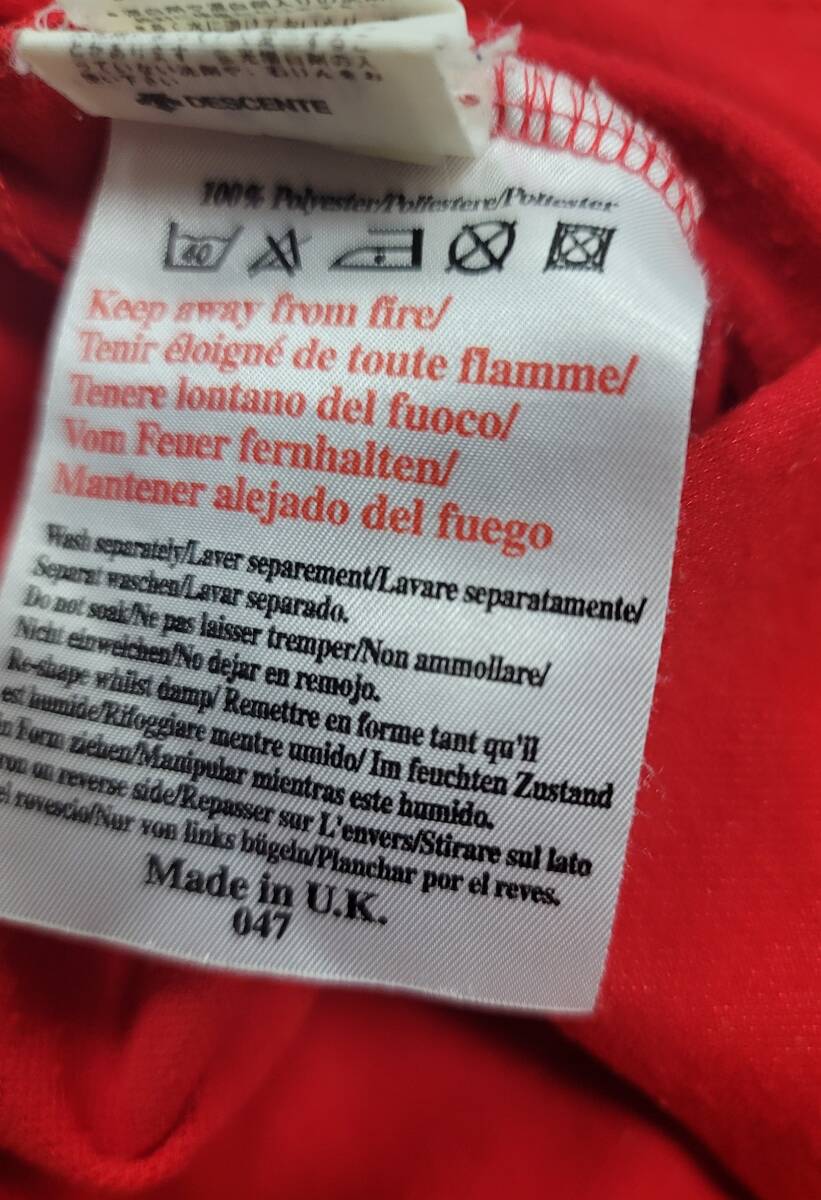 DESCENTE
100% Polyester/Poliestere/Poliester
40
Keep away from fire/
Tenir éloigné de toute flamme/
Tenere lontano del fuoco/
Vom Feuer fernhalten/
Mantener alejado del fuego
Wash separately/Laver separement/Lavare separatamente/
Separat waschen/Lavar separado.
Do not soak/Ne pas laisser tremper/Non ammollare/
Nicht einweichen/No dejar en remojo.
Re-shape whilst damp/ Remettre en forme tant qu'il
est humide/Rifoggiare mentre umido/ Im feuchten Zustand
in Form ziehen/Manipular mientras este humido.
on reverse side/Repasser sur L'envers/Stirare sul lato
rovescio/Nur von links bügeln/Planchar por el reves.
Made in U.K.
047